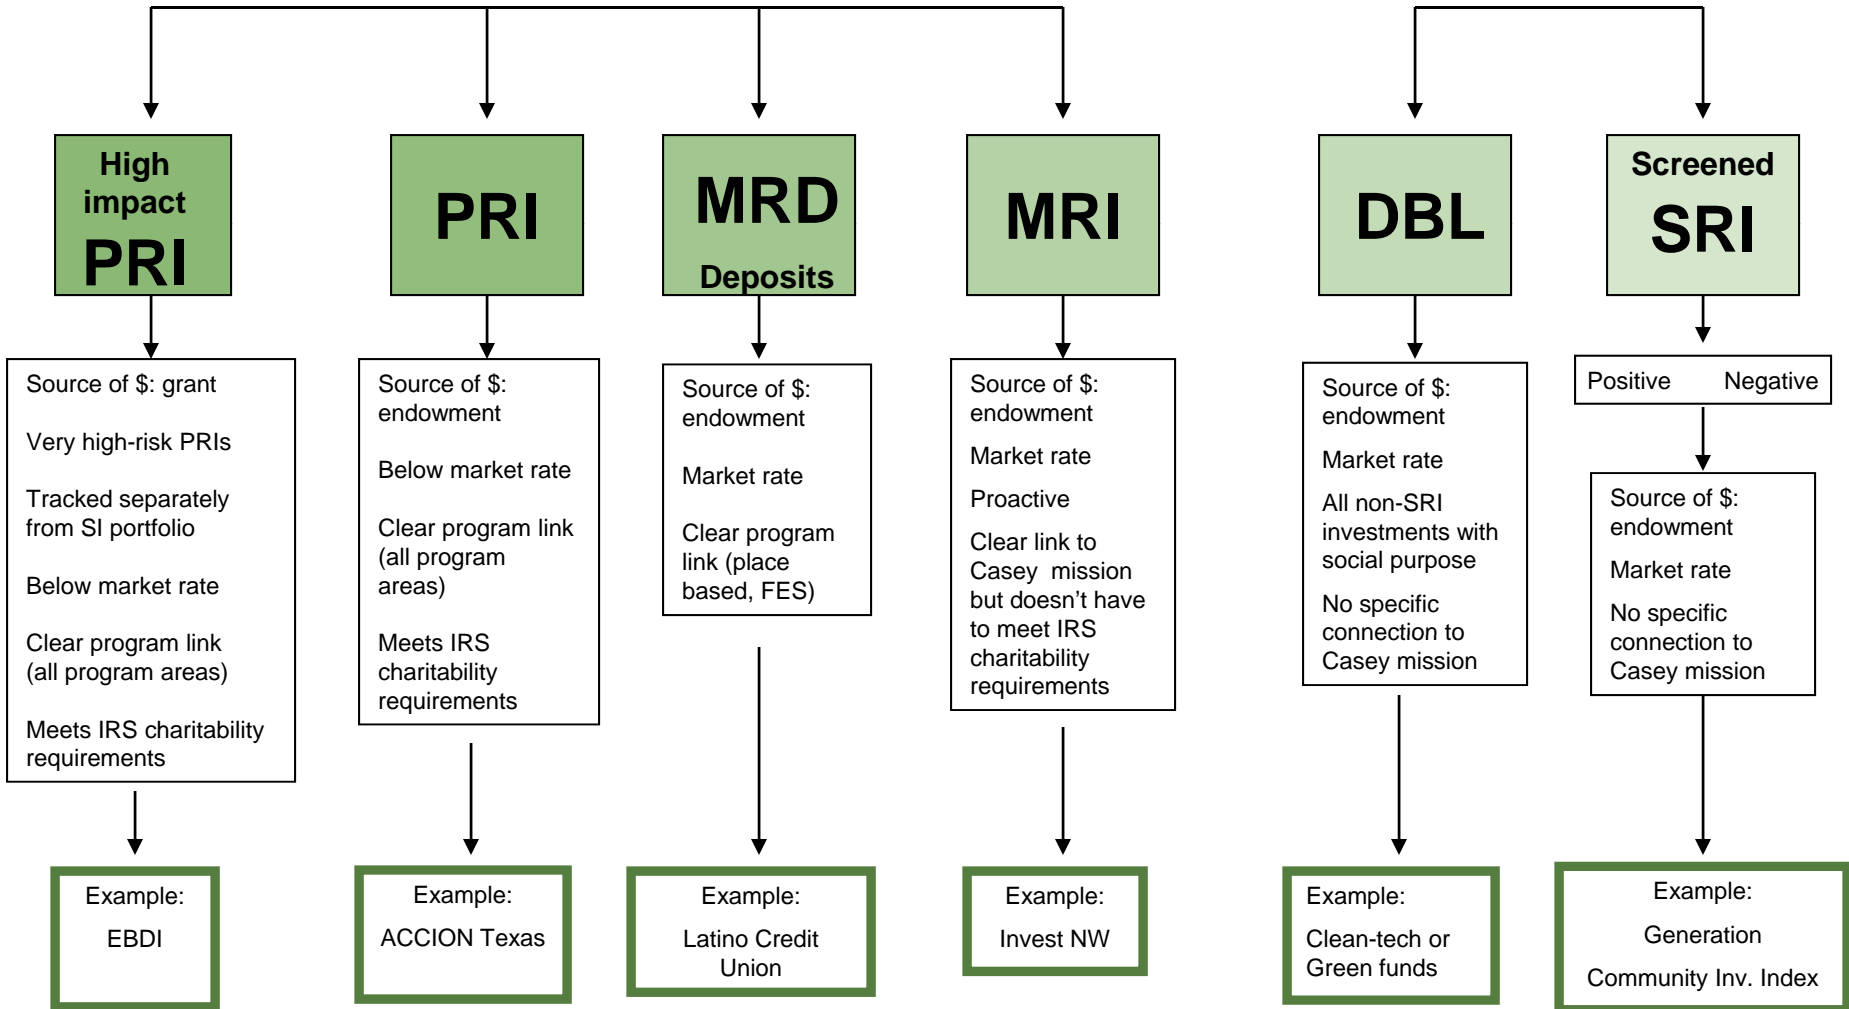 High
impact
PRI
Source of $: grant
Very high-risk PRIs
Tracked separately
from SI portfolio
Below market rate
Clear program link
(all program areas)
Meets IRS charitability
requirements
Example:
EBDI
PRI
Source of $:
endowment
Below market rate
Clear program link
(all program
areas)
Meets IRS
charitability
requirements
Example:
ACCION Texas
MRD
Deposits
Source of $:
endowment
Market rate
Clear program
link (place
based, FES)
Example:
Latino Credit
Union
MRI
Source of $:
endowment
Market rate
Proactive
Clear link to
Casey mission
but doesn't have
to meet IRS
charitability
requirements
Example:
Invest NW
DBL
Source of $:
endowment
Market rate
All non-SRI
investments with
social purpose
No specific
connection to
Casey mission
Example:
Clean-tech or
Green funds
Screened
SRI
Positive Negative
Source of $:
endowment
Market rate
No specific
connection to
Casey mission
Example:
Generation
Community Inv. Index